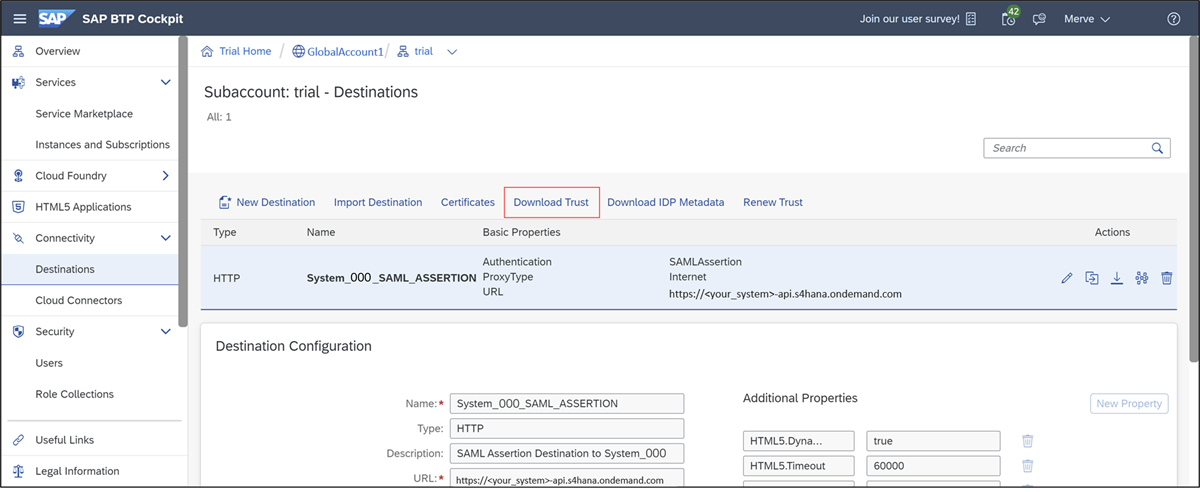 SAP SAP BTP Cockpit Join our user survey! 42 Merve
Overview
Services
Service Marketplace
Instances and Subscriptions
Cloud Foundry
HTML5 Applications
Connectivity
Destinations
Cloud Connectors
Security
Users
Role Collections
Useful Links
Legal Information
Trial Home / GlobalAccount1 / trial
Subaccount: trial - Destinations
All: 1
Search
New Destination Import Destination Certificates Download Trust Download IDP Metadata Renew Trust
Type Name Basic Properties Actions
HTTP System_000_SAML_ASSERTION
Authentication SAMLAssertion
ProxyType Internet
URL https://<your_system>-api.s4hana.ondemand.com
Destination Configuration
Name:* System_000_SAML_ASSERTION
Type: HTTP
Description: SAML Assertion Destination to System_000
URL:* https://<your_system>-api.s4hana.ondemand.com
Additional Properties New Property
HTML5.Dyna... true
HTML5.Timeout 60000